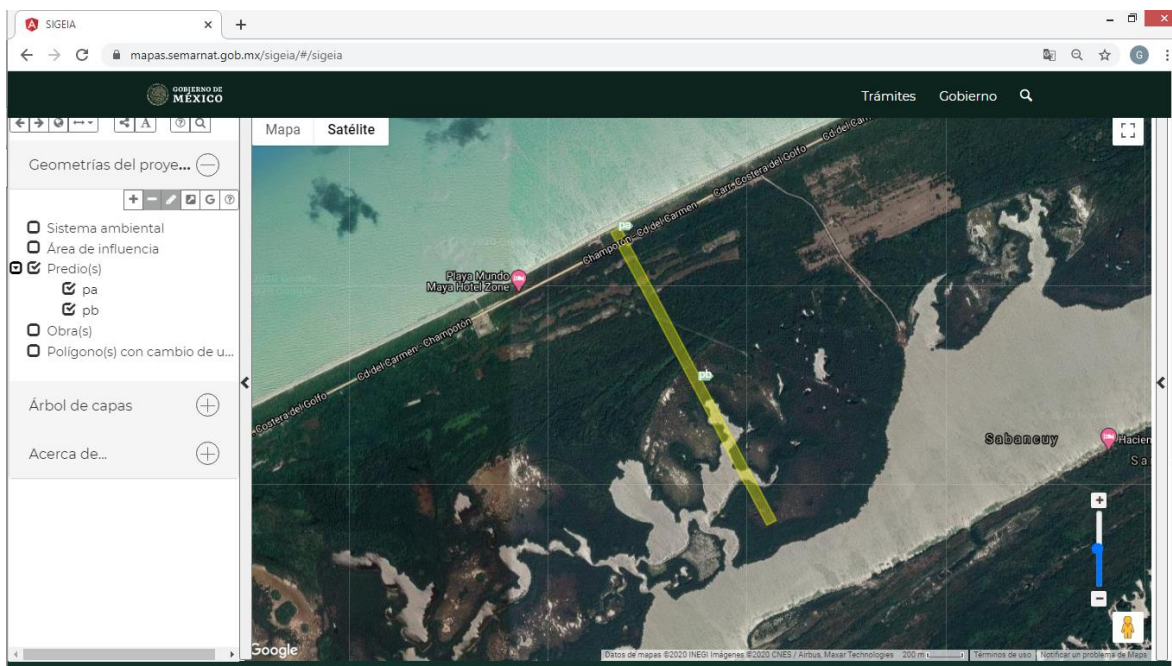 SIGEIA
mapas.semarnat.gob.mx/sigeia/#/sigeia
G
GOBIERNO DE
MÉXICO
Trámites Gobierno
A
Mapa Satélite
Geometrías del proye...
G
Sistema ambiental
Área de influencia
Predio(s)
pa
pb
Obra(s)
Polígono(s) con cambio de u...
Árbol de capas
Acerca de...
Cd del
Carr. Costera del Golfo
Champotón - Cd del Carmen
pa
Playa Mundo
Maya Hotel Zone
Cd del Carmen - Champotón
Costera del Golfo
pb
Sabancuy
Hacien
Sa
Google
Datos de mapas ©2020 INEGI Imágenes ©2020 CNES / Airbus, Maxar Technologies 200 m Términos de uso Notificar un problema de Maps